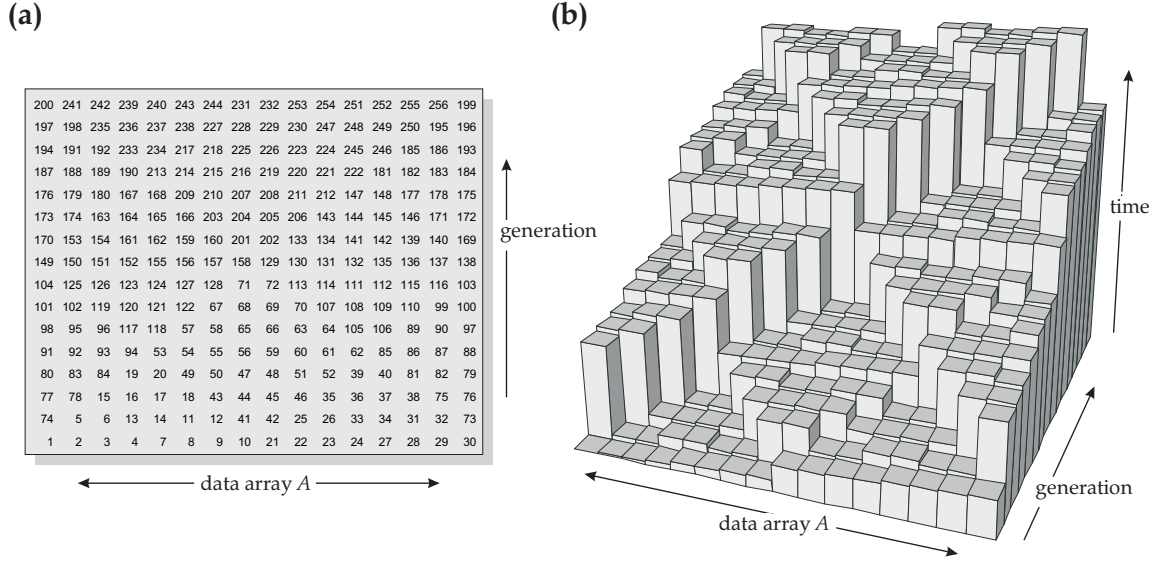 (a)
200 241 242 239 240 243 244 231 232 253 254 251 252 255 256 199
197 198 235 236 237 238 227 228 229 230 247 248 249 250 195 196
194 191 192 233 234 217 218 225 226 223 224 245 246 185 186 193
187 188 189 190 213 214 215 216 219 220 221 222 181 182 183 184
176 179 180 167 168 209 210 207 208 211 212 147 148 177 178 175
173 174 163 164 165 166 203 204 205 206 143 144 145 146 171 172
170 153 154 161 162 159 160 201 202 133 134 141 142 139 140 169
149 150 151 152 155 156 157 158 129 130 131 132 135 136 137 138
104 125 126 123 124 127 128 71 72 113 114 111 112 115 116 103
101 102 119 120 121 122 67 68 69 70 107 108 109 110 99 100
98 95 96 117 118 57 58 65 66 63 64 105 106 89 90 97
91 92 93 94 53 54 55 56 59 60 61 62 85 86 87 88
80 83 84 19 20 49 50 47 48 51 52 39 40 81 82 79
77 78 15 16 17 18 43 44 45 46 35 36 37 38 75 76
74 5 6 13 14 11 12 41 42 25 26 33 34 31 32 73
1 2 3 4 7 8 9 10 21 22 23 24 27 28 29 30
generation
data array A
(b)
time
generation
data array A